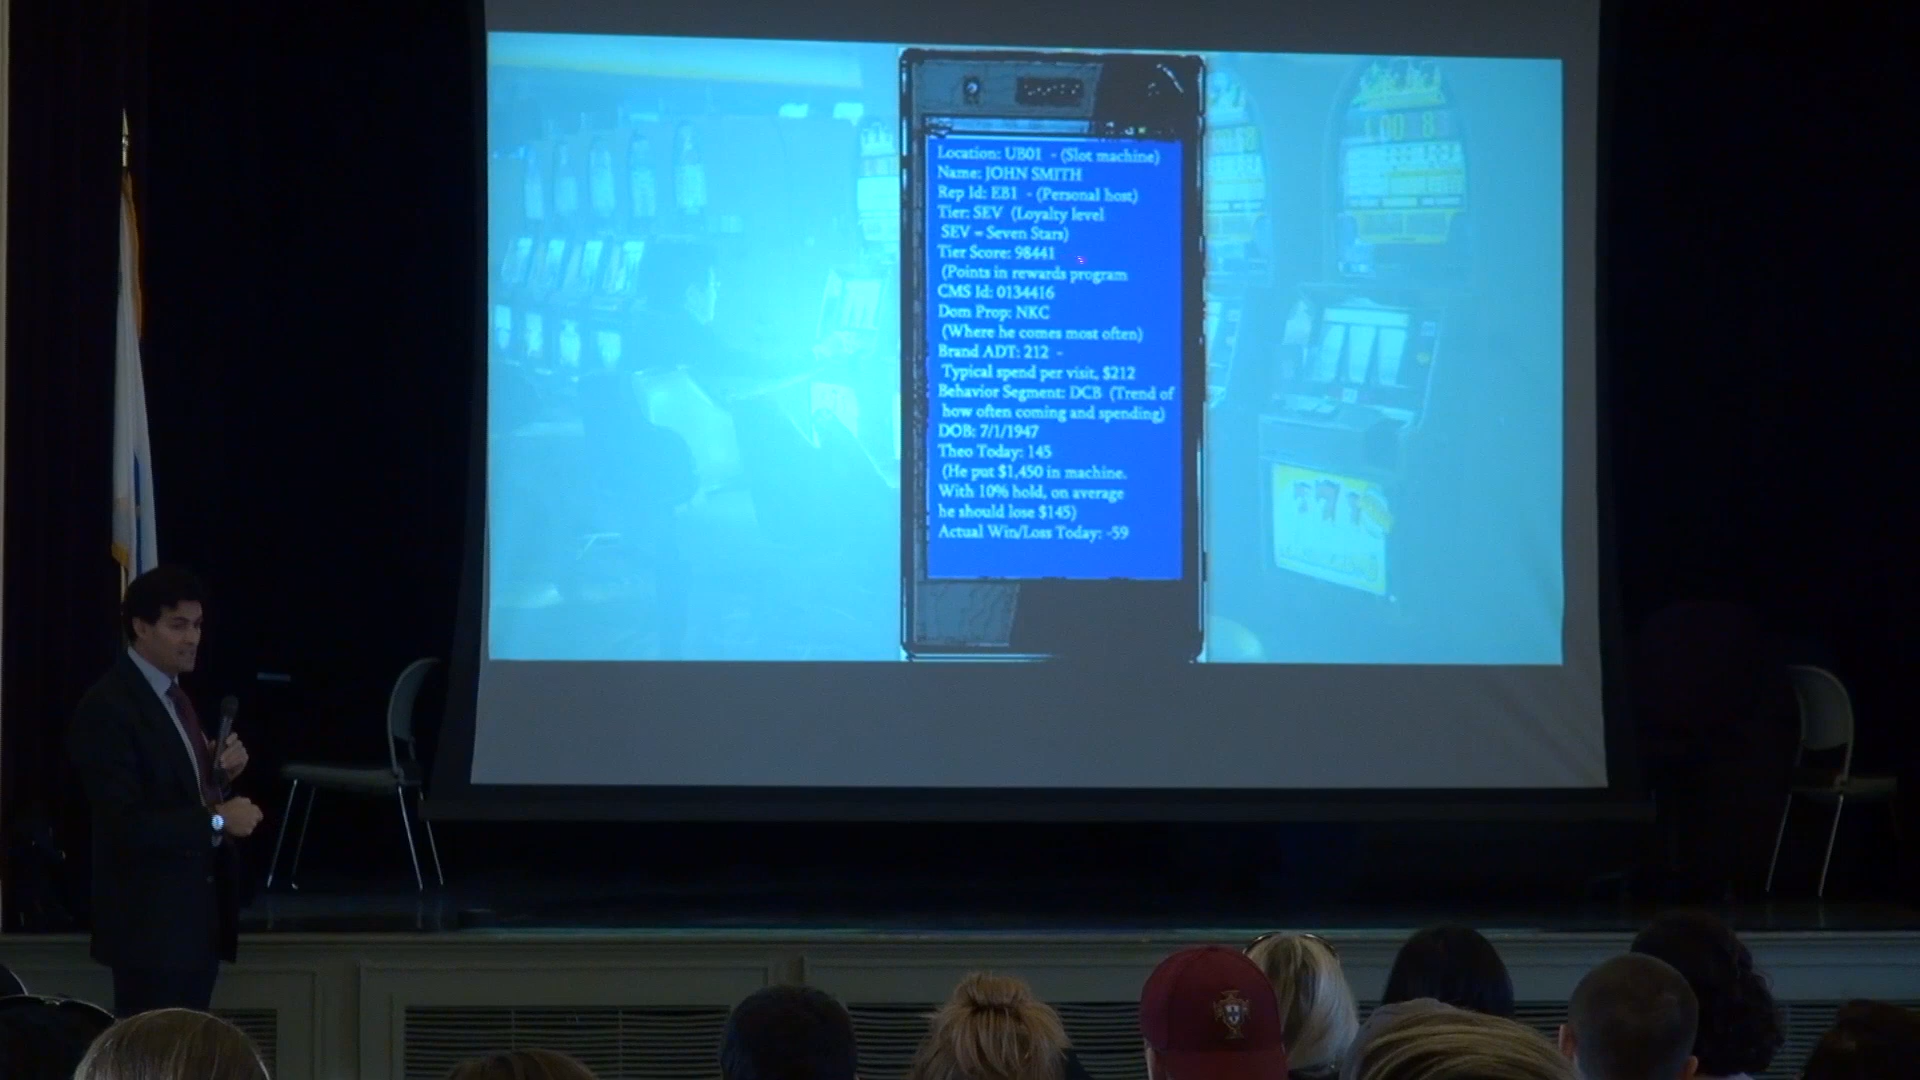 Location: UB01 - (Slot machine)
Name: JOHN SMITH
Rep Id: EB1 - (Personal host)
Tier: SEV (Loyalty level
SEV = Seven Stars)
Tier Score: 98441
(Points in rewards program
CMS Id: 0134416
Dom Prop: NKC
(Where he comes most often)
Brand ADT: 212 -
Typical spend per visit, $212
Behavior Segment: DCB (Trend of
how often coming and spending)
DOB: 7/1/1947
Theo Today: 145
(He put $1,450 in machine.
With 10% hold, on average
he should lose $145)
Actual Win/Loss Today: -59
777